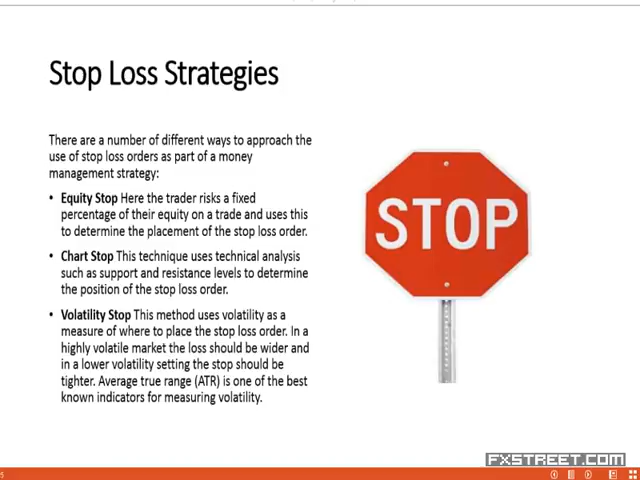 Stop Loss Strategies
There are a number of different ways to approach the
use of stop loss orders as part of a money
management strategy:
• Equity Stop Here the trader risks a fixed
percentage of their equity on a trade and uses this
to determine the placement of the stop loss order.
• Chart Stop This technique uses technical analysis
such as support and resistance levels to determine
the position of the stop loss order.
• Volatility Stop This method uses volatility as a
measure of where to place the stop loss order. In a
highly volatile market the loss should be wider and
in a lower volatility setting the stop should be
tighter. Average true range (ATR) is one of the best
known indicators for measuring volatility.
STOP
FXSTREET.COM